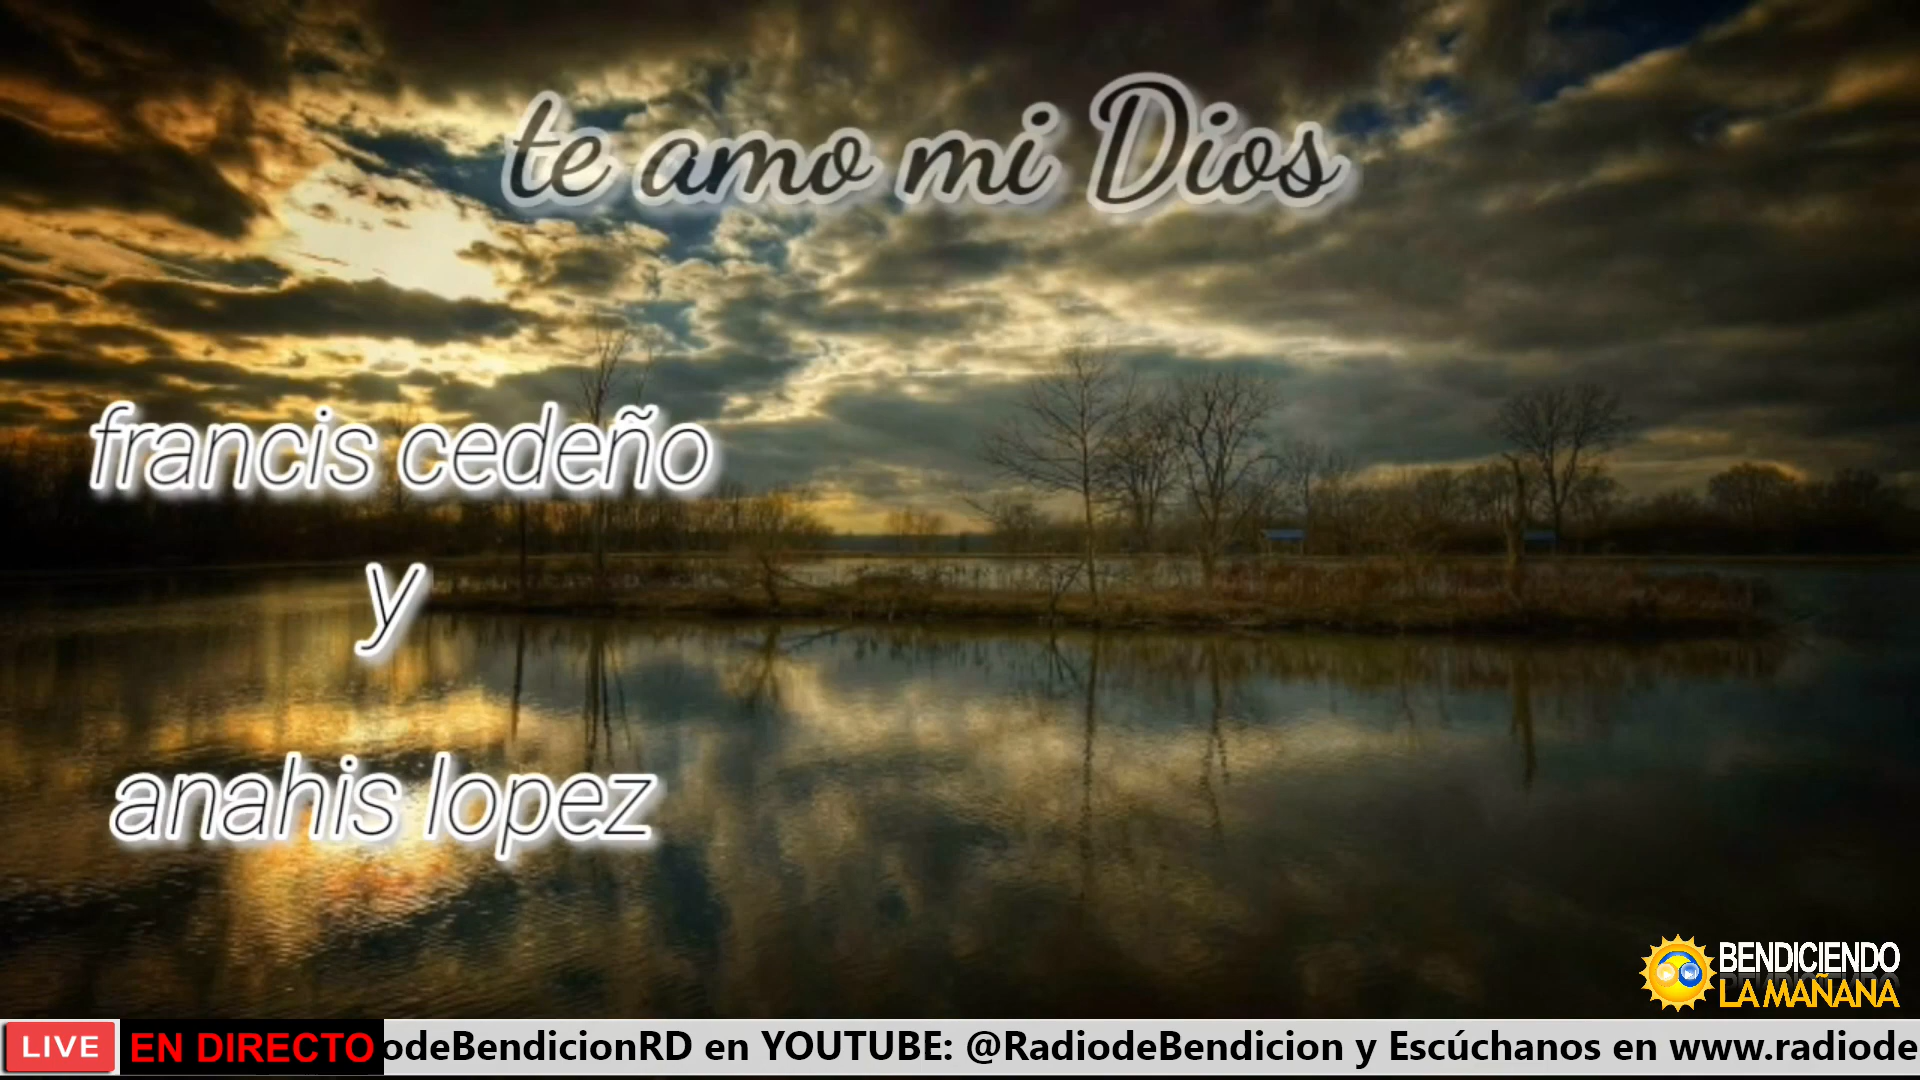 te amo mi Dios
francis cedeño
y
anahis lopez
BENDICIENDO
LA MAÑANA
LIVE EN DIRECTO odeBendicionRD en YOUTUBE: @RadiodeBendicion y Escúchanos en www.radiode